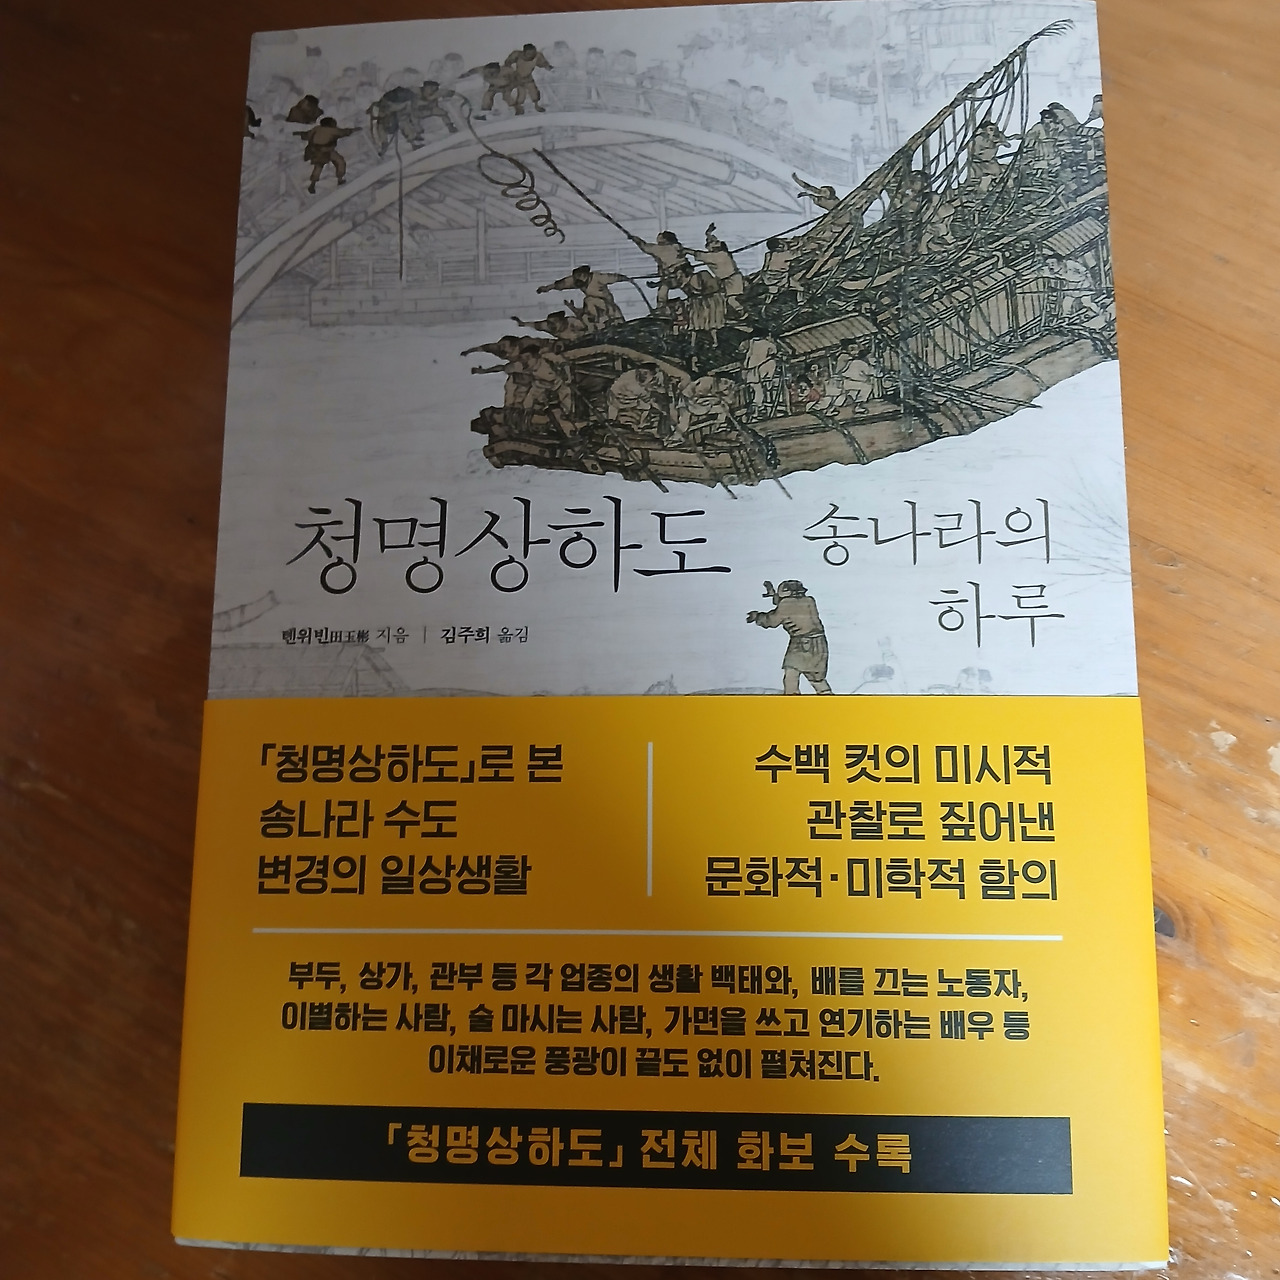 청명상하도
송나라의
하루
톈위빈田玉彬 지음 | 김주희 옮김
「청명상하도」로 본
송나라 수도
변경의 일상생활
수백 컷의 미시적
관찰로 짚어낸
문화적·미학적 함의
부두, 상가, 관부 등 각 업종의 생활 백태와, 배를 끄는 노동자,
이별하는 사람, 술 마시는 사람, 가면을 쓰고 연기하는 배우 등
이채로운 풍광이 끝도 없이 펼쳐진다.
「청명상하도」 전체 화보 수록